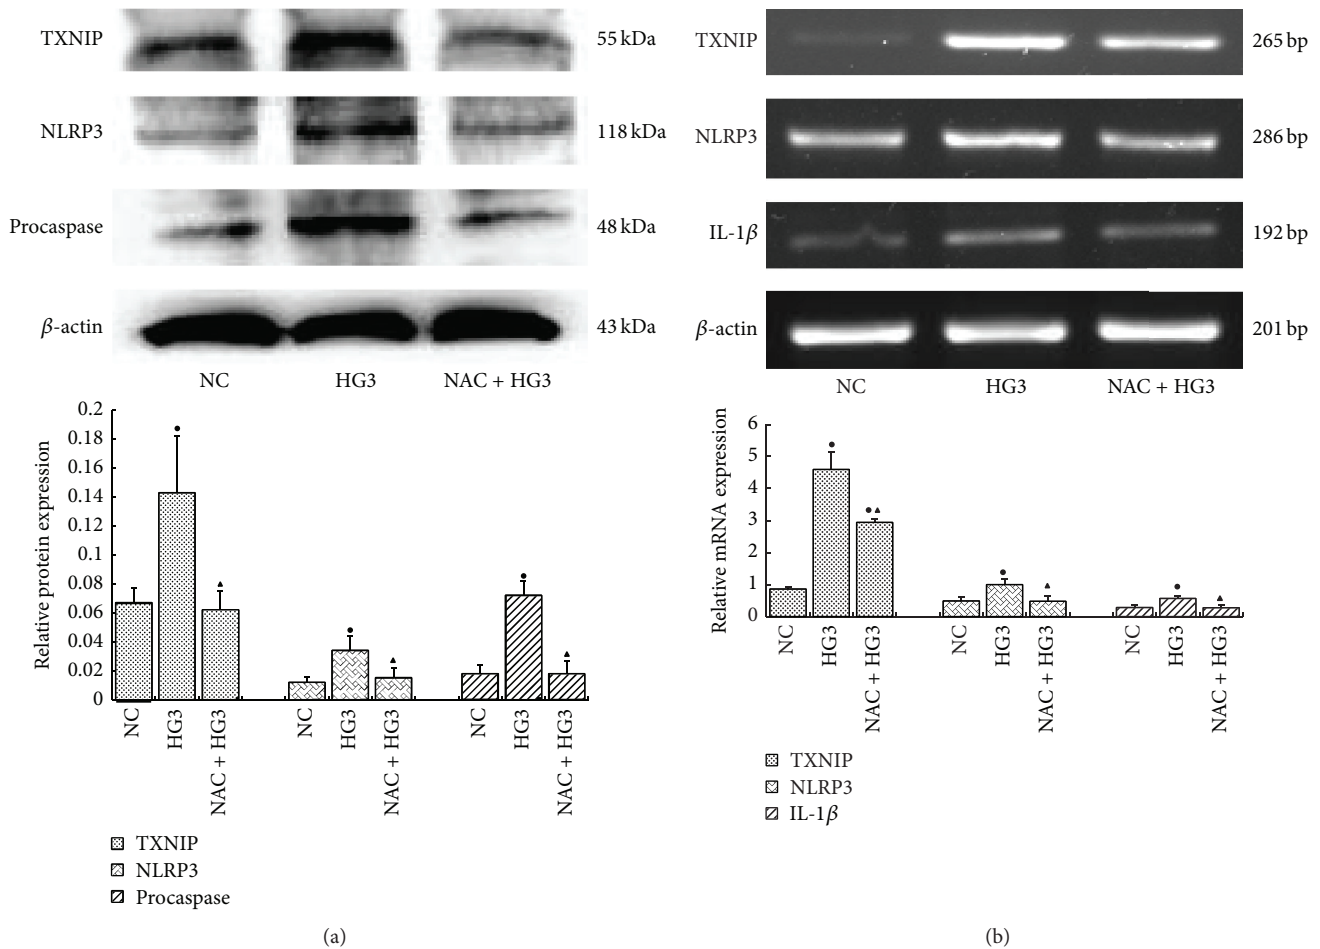 TXNIP 55 kDa
NLRP3 118 kDa
Procaspase 48 kDa
β-actin 43 kDa
NC HG3 NAC + HG3
Relative protein expression
0.2
0.18
0.16
0.14
0.12
0.1
0.08
0.06
0.04
0.02
0
NC HG3 NAC + HG3 NC HG3 NAC + HG3 NC HG3 NAC + HG3
TXNIP
NLRP3
Procaspase
(a)
TXNIP 265 bp
NLRP3 286 bp
IL-1β 192 bp
β-actin 201 bp
NC HG3 NAC + HG3
Relative mRNA expression
6
5
4
3
2
1
0
NC HG3 NAC + HG3 NC HG3 NAC + HG3 NC HG3 NAC + HG3
TXNIP
NLRP3
IL-1β
(b)